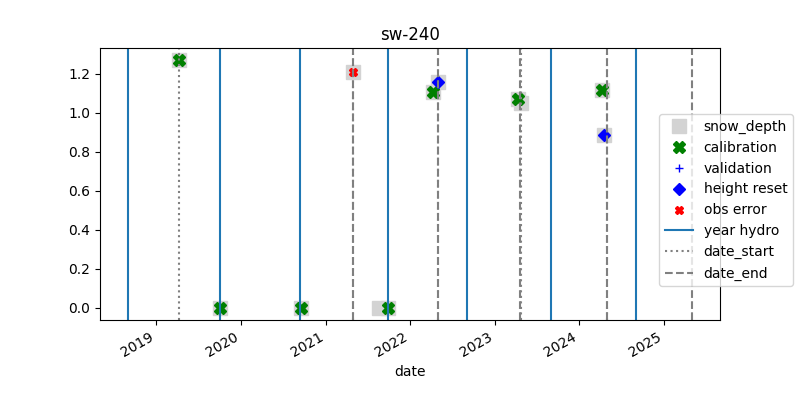 sw-240
1.2
1.0
0.8
0.6
0.4
0.2
0.0
2019
2020
2021
2022
2023
2024
2025
date
snow_depth
calibration
validation
height reset
obs error
year hydro
date_start
date_end